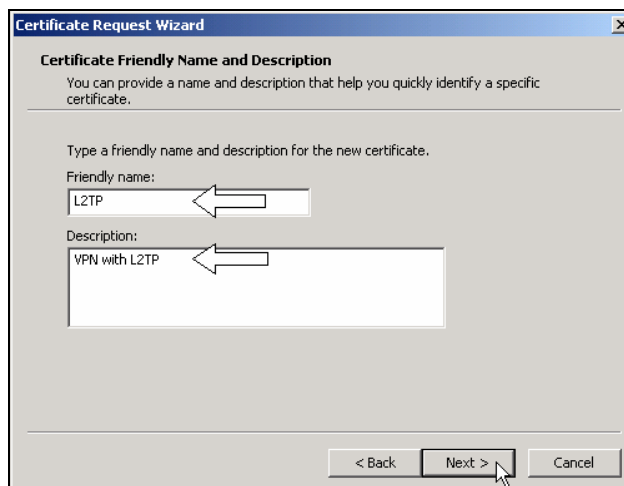 Certificate Request Wizard
Certificate Friendly Name and Description
You can provide a name and description that help you quickly identify a specific
certificate.
Type a friendly name and description for the new certificate.
Friendly name:
L2TP
Description:
VPN with L2TP
< Back Next > Cancel